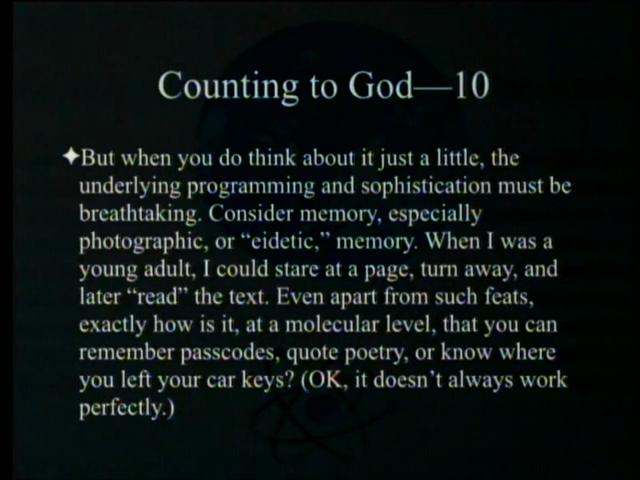 Counting to God—10
✦But when you do think about it just a little, the
underlying programming and sophistication must be
breathtaking. Consider memory, especially
photographic, or “eidetic,” memory. When I was a
young adult, I could stare at a page, turn away, and
later “read” the text. Even apart from such feats,
exactly how is it, at a molecular level, that you can
remember passcodes, quote poetry, or know where
you left your car keys? (OK, it doesn’t always work
perfectly.)